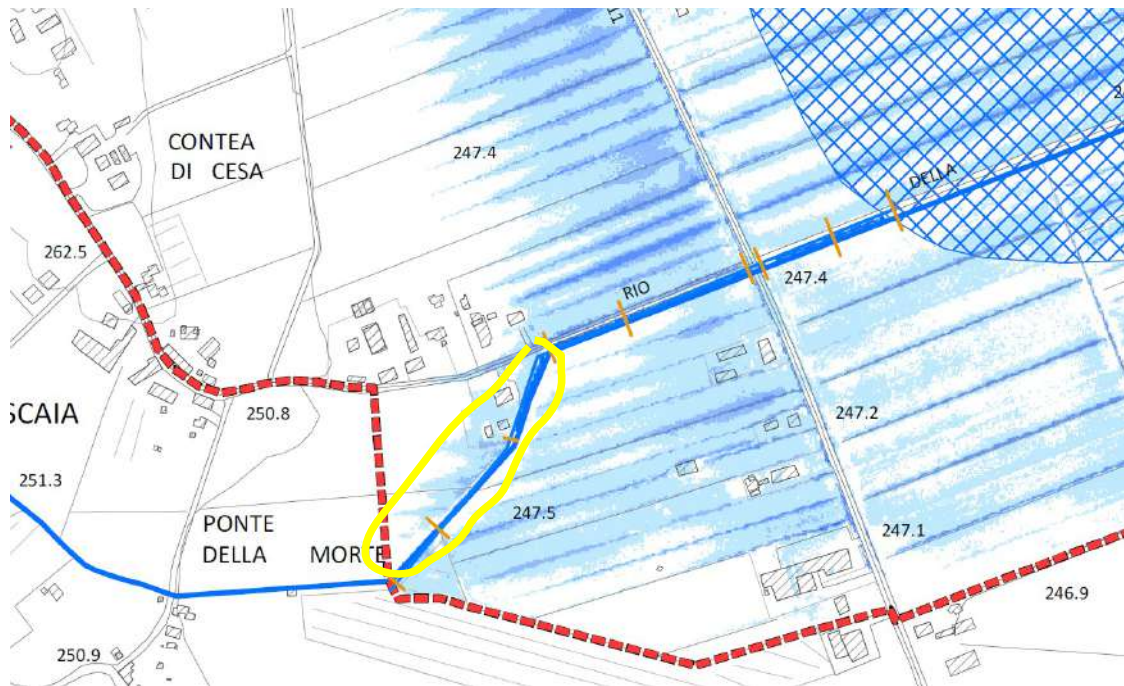 CONTEA
DI CESA
247.4
262.5
DELLA
247.4
RIO
SCAIA
250.8
247.2
251.3
247.5
PONTE
DELLA MORTE
247.1
246.9
250.9